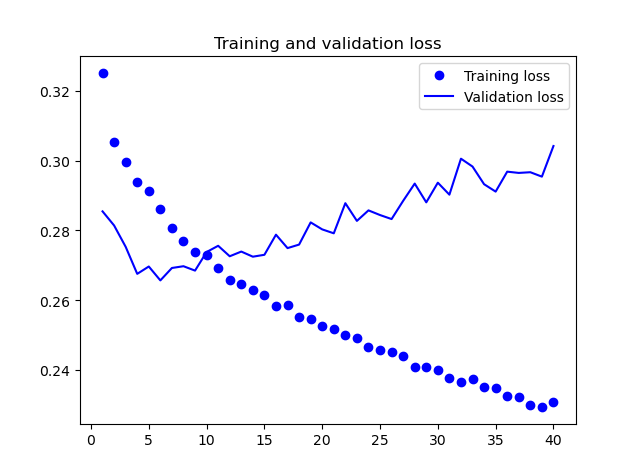 Training and validation loss
Training loss
Validation loss
0.32
0.30
0.28
0.26
0.24
0 5 10 15 20 25 30 35 40